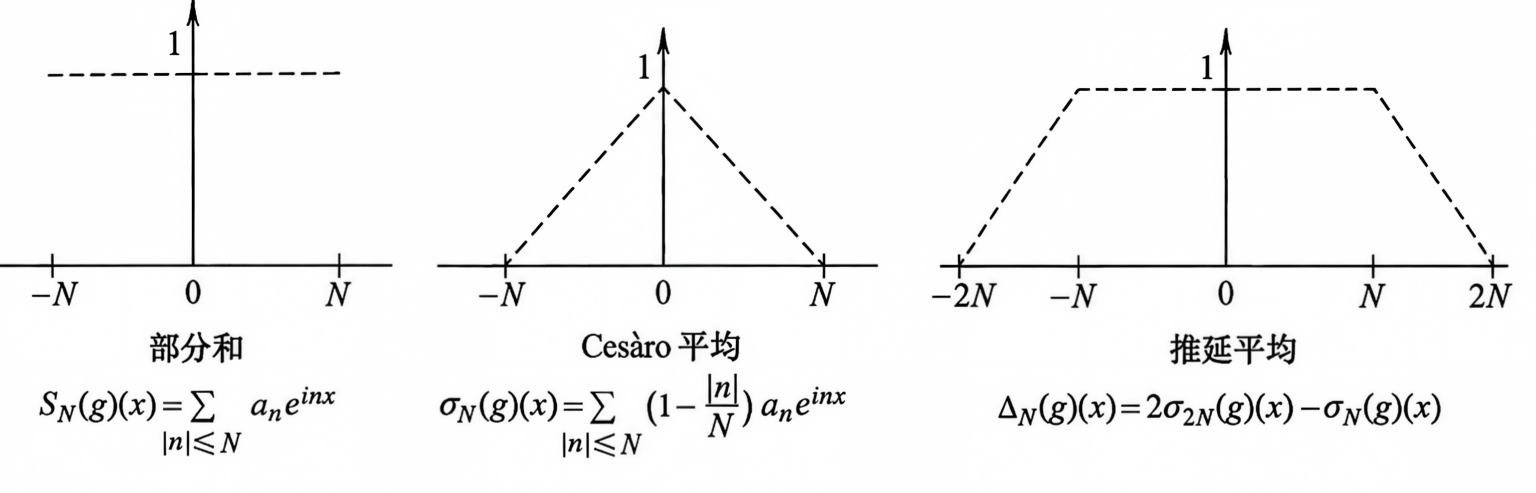 1
−N 0 N
部分和
S_N(g)(x)=∑_{|n|⩽N} a_n e^{inx}
1
−N 0 N
Cesàro 平均
σ_N(g)(x)=∑_{|n|⩽N} (1−|n|/N) a_n e^{inx}
1
−2N −N 0 N 2N
推延平均
Δ_N(g)(x)=2σ_{2N}(g)(x)−σ_N(g)(x)